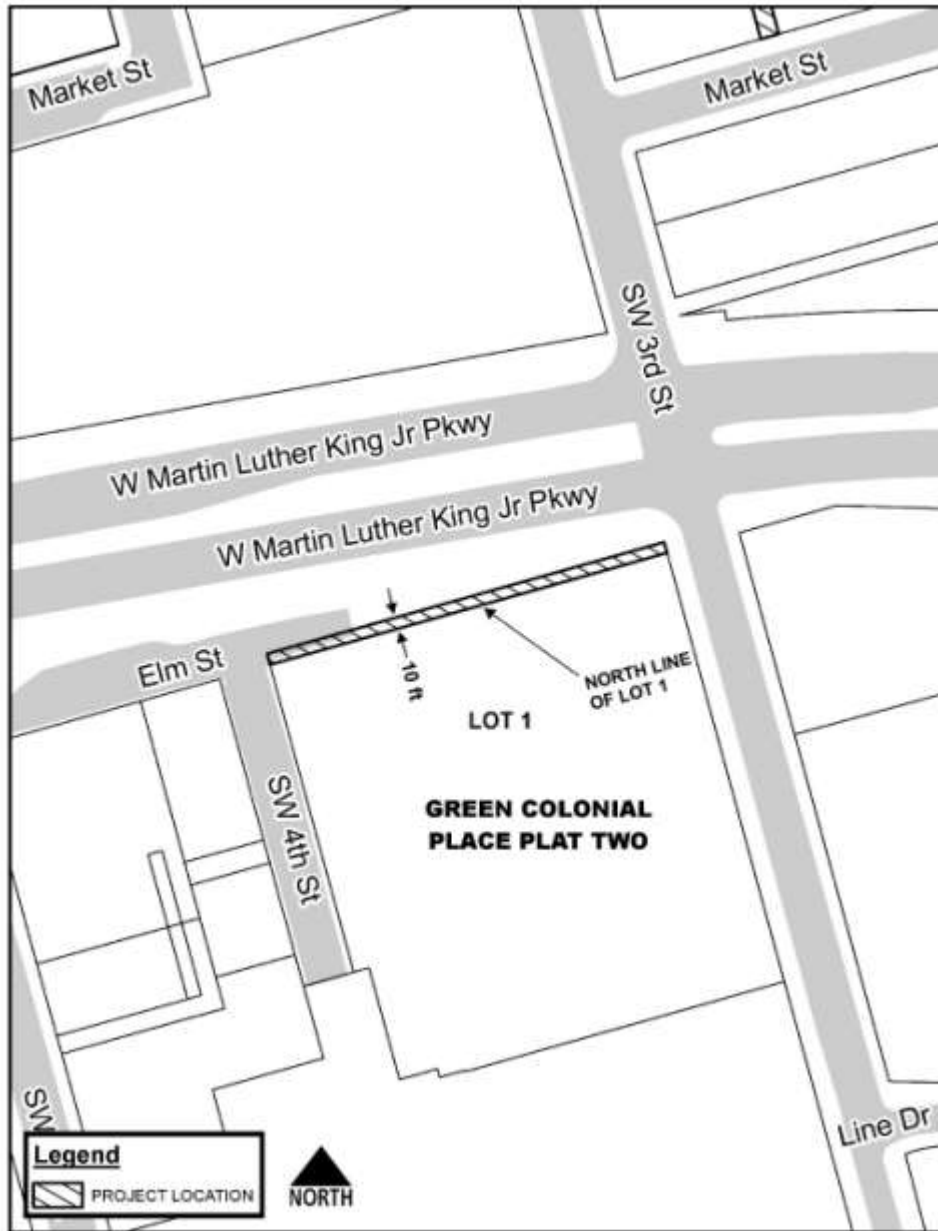 Market St
Market St
SW 3rd St
W Martin Luther King Jr Pkwy
W Martin Luther King Jr Pkwy
Elm St
10 ft
NORTH LINE
OF LOT 1
LOT 1
GREEN COLONIAL
PLACE PLAT TWO
SW 4th St
SW
Line Dr
Legend
PROJECT LOCATION
NORTH